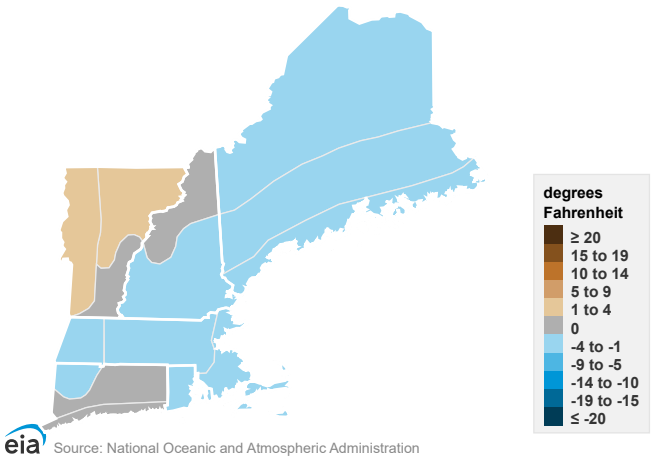 degrees
Fahrenheit
≥ 20
15 to 19
10 to 14
5 to 9
1 to 4
0
-4 to -1
-9 to -5
-14 to -10
-19 to -15
≤ -20
eia Source: National Oceanic and Atmospheric Administration